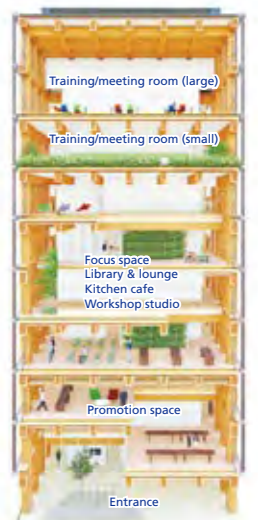 Training/meeting room (large)
Training/meeting room (small)
Focus space
Library & lounge
Kitchen cafe
Workshop studio
Promotion space
Entrance